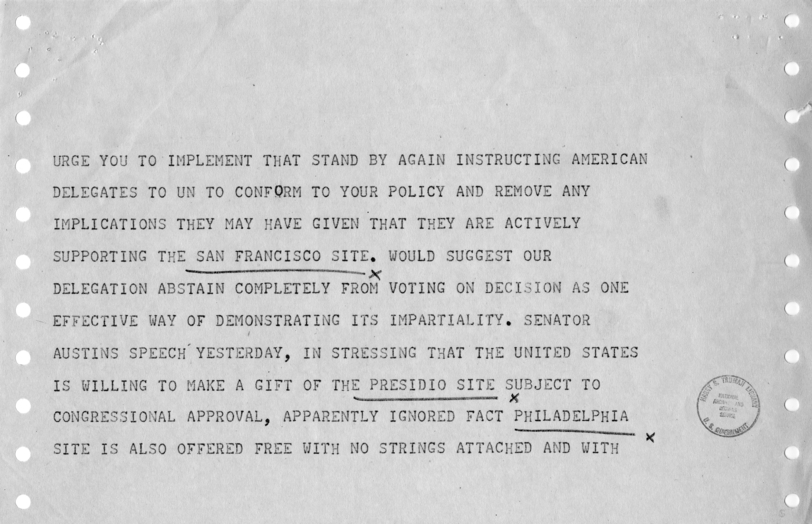 URGE YOU TO IMPLEMENT THAT STAND BY AGAIN INSTRUCTING AMERICAN
DELEGATES TO UN TO CONFORM TO YOUR POLICY AND REMOVE ANY
IMPLICATIONS THEY MAY HAVE GIVEN THAT THEY ARE ACTIVELY
SUPPORTING THE SAN FRANCISCO SITE. WOULD SUGGEST OUR
DELEGATION ABSTAIN COMPLETELY FROM VOTING ON DECISION AS ONE
EFFECTIVE WAY OF DEMONSTRATING ITS IMPARTIALITY. SENATOR
AUSTINS SPEECH YESTERDAY, IN STRESSING THAT THE UNITED STATES
IS WILLING TO MAKE A GIFT OF THE PRESIDIO SITE SUBJECT TO
CONGRESSIONAL APPROVAL, APPARENTLY IGNORED FACT PHILADELPHIA
SITE IS ALSO OFFERED FREE WITH NO STRINGS ATTACHED AND WITH
HARRY S. TRUMAN LIBRARY
U. S. GOVERNMENT